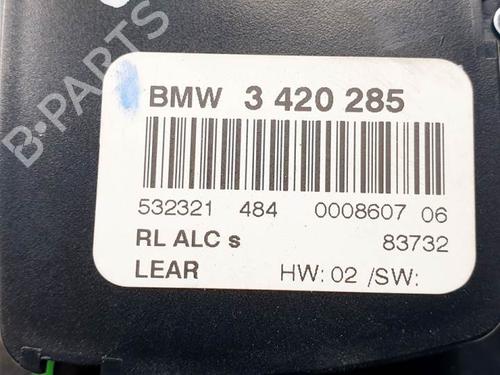 B-PARTS
BMW 3 420 285
532321 484 0008607 06
RL ALC s 83732
LEAR HW: 02 /SW: